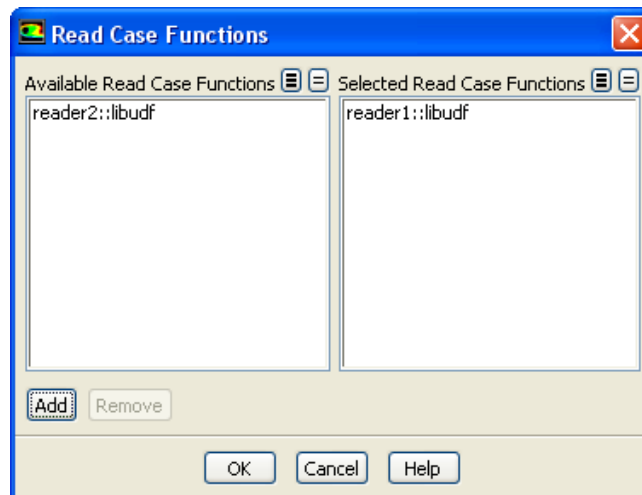 Read Case Functions
Available Read Case Functions
Selected Read Case Functions
reader2::libudf
reader1::libudf
Add Remove
OK Cancel Help